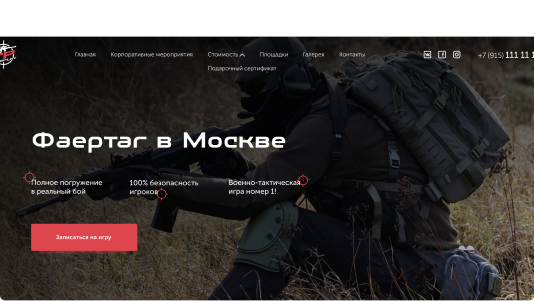 Главная Корпоративные мероприятия Стоимость Площадки Галерея Контакты +7 (915) 111 11 1
Подарочный сертификат
Фаертаг в Москве
Полное погружение
в реальный бой
100% безопасность
игроков
Военно-тактическая
игра номер 1!
Записаться на игру